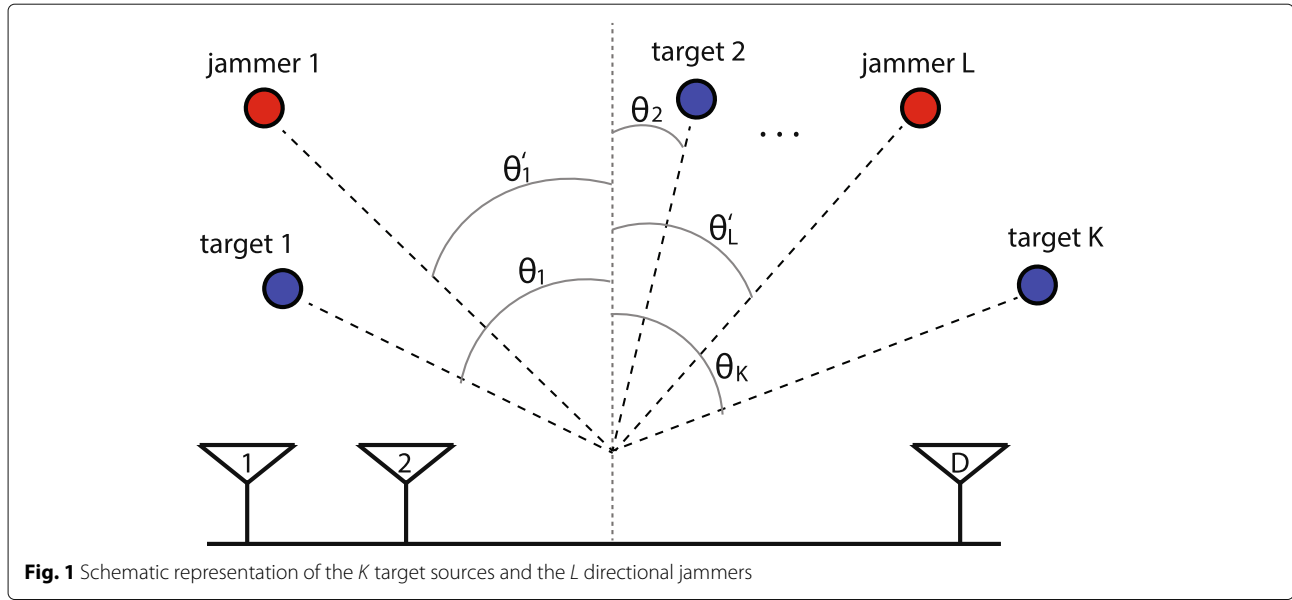 jammer 1
target 2
jammer L
θ2
...
θ′1
θ′L
target 1
θ1
target K
θK
1
2
D
Fig. 1 Schematic representation of the K target sources and the L directional jammers